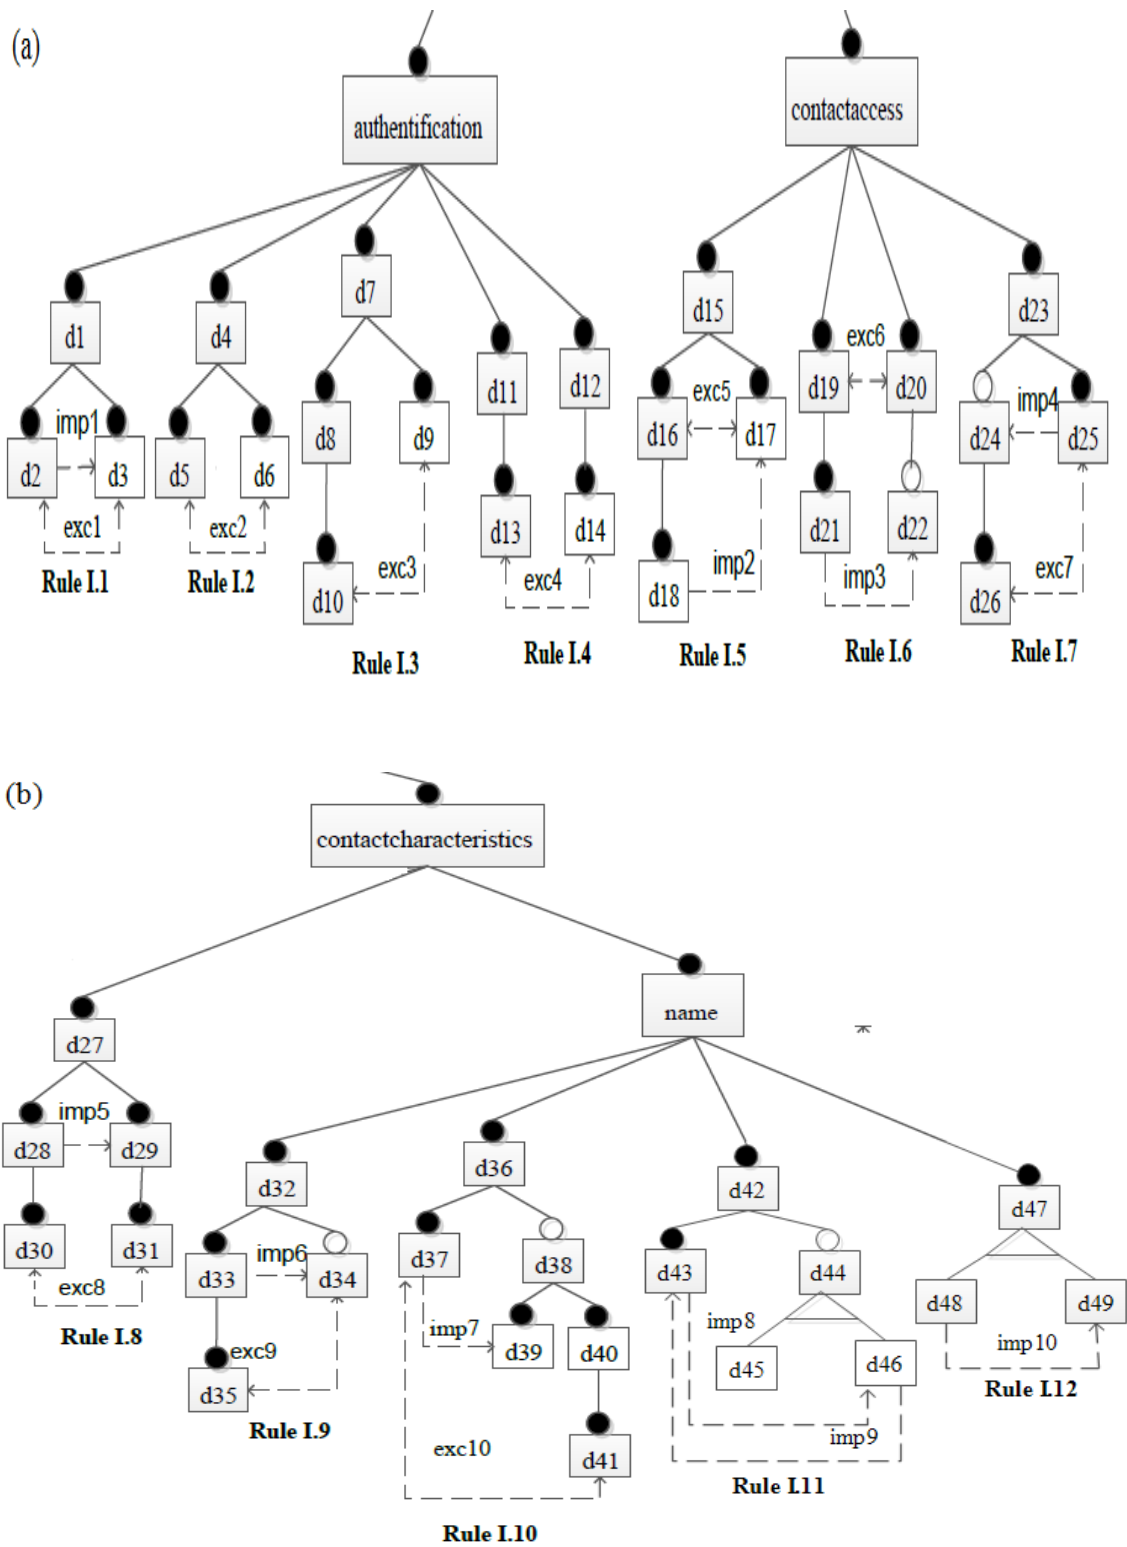 (a)
authentification
contactaccess
d7
d15
d23
d1
d4
d11
d12
d19
exc6
d20
imp1
d8
d9
d16
exc5
d17
d24
imp4
d25
d2
d3
d5
d6
exc1
exc2
d13
d14
d21
d22
Rule I.1
Rule I.2
d10
exc3
exc4
d18
imp2
imp3
d26
exc7
Rule I.3
Rule I.4
Rule I.5
Rule I.6
Rule I.7
(b)
contactcharacteristics
name
d27
imp5
d28
d29
d32
d36
d42
d47
d30
d31
exc8
d33
imp6
d34
d37
d38
d43
d44
d48
d49
Rule I.8
imp7
d39
d40
imp8
d45
d46
imp10
exc9
d35
Rule I.12
Rule I.9
exc10
d41
imp9
Rule I.11
Rule I.10